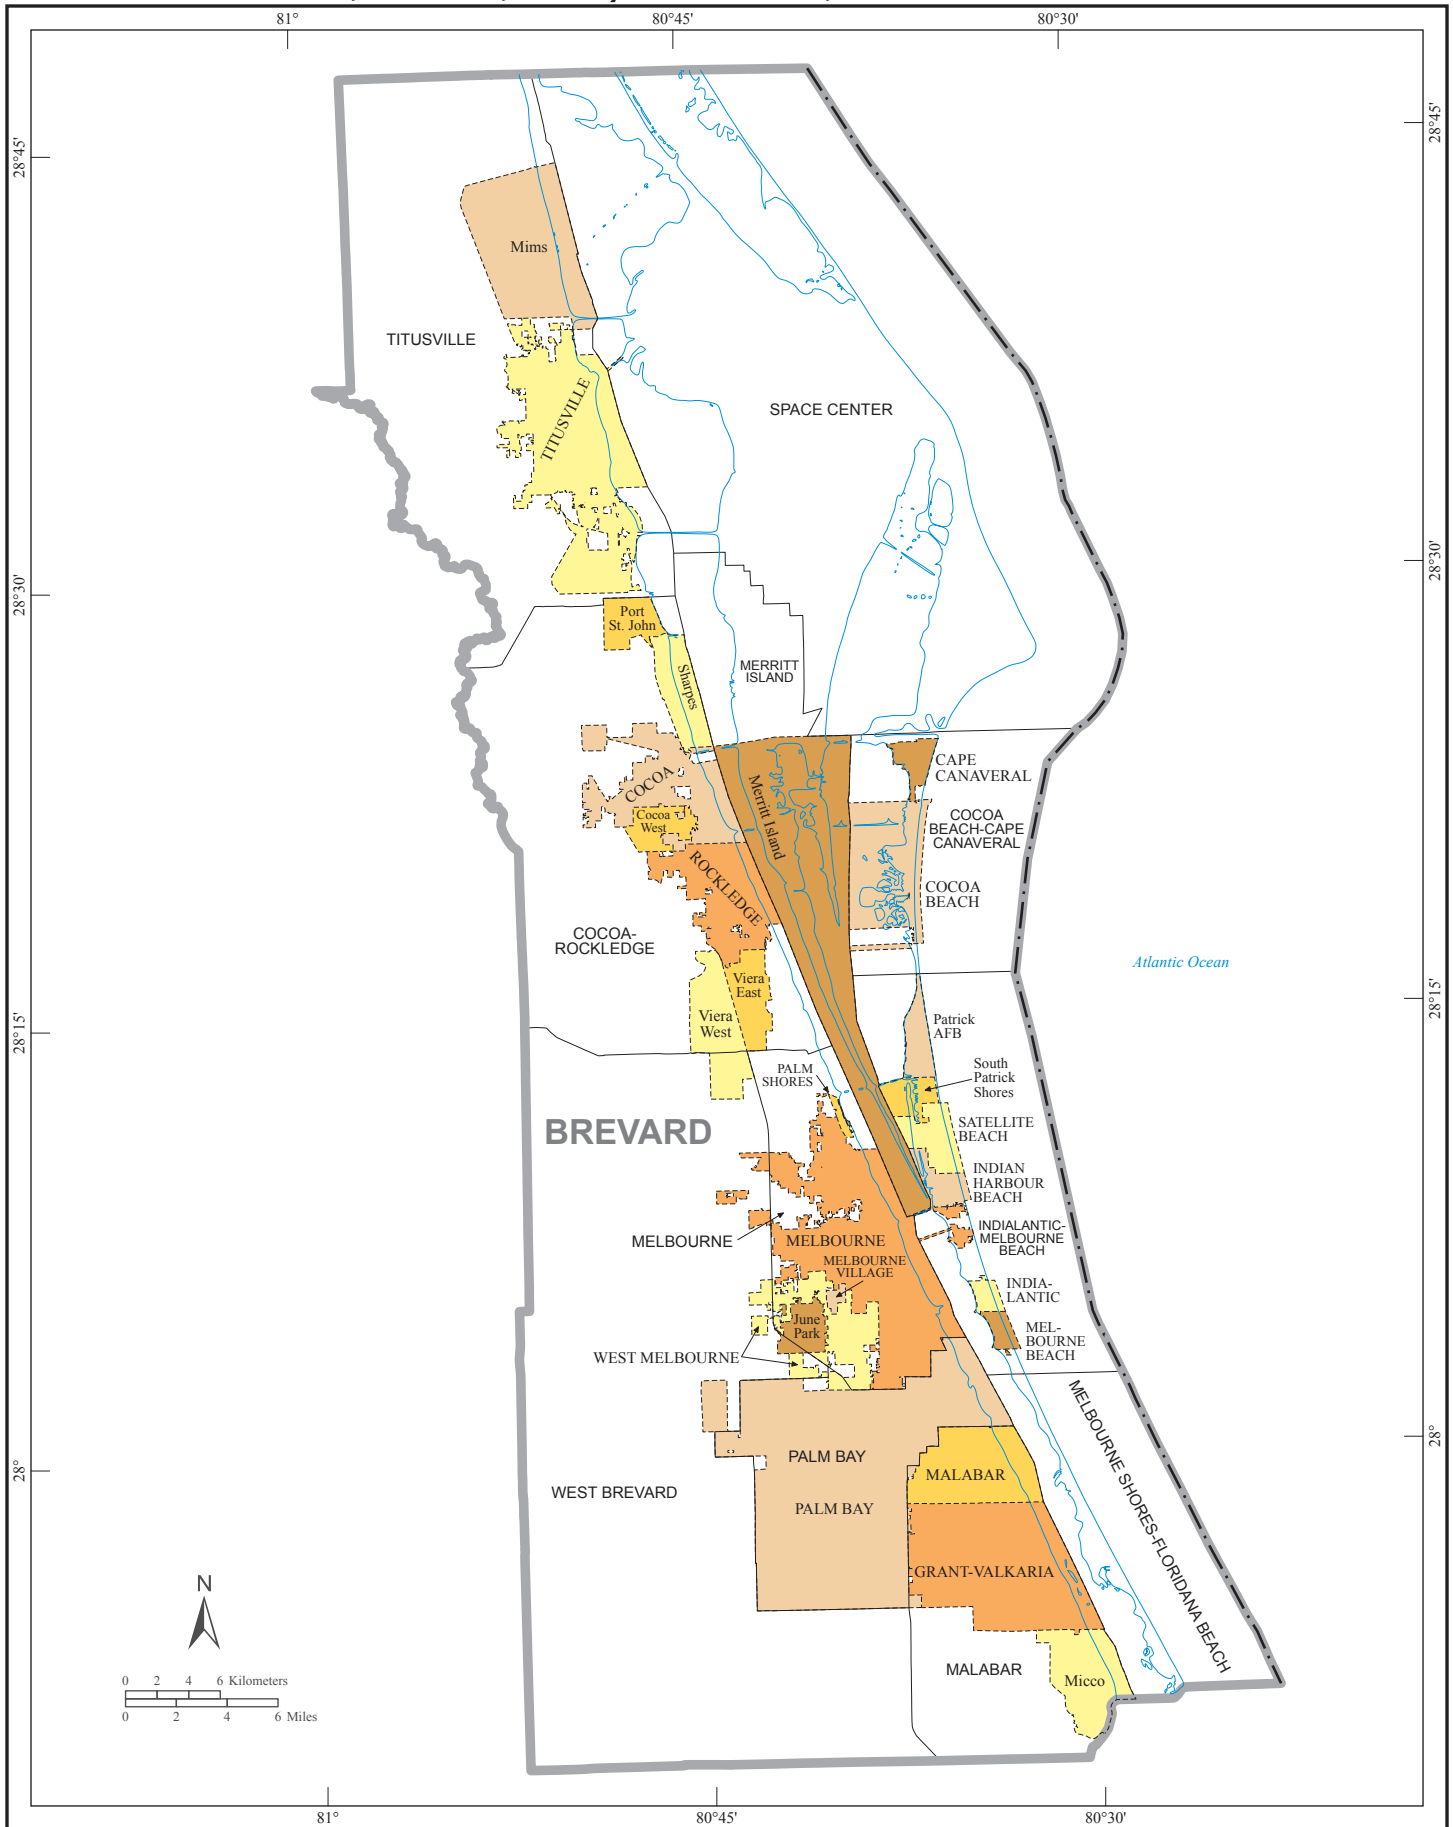 81°
80°45'
80°30'
28°45'
28°45'
Mims
TITUSVILLE
TITUSVILLE
SPACE CENTER
28°30'
28°30'
Port
St. John
Sharpes
MERRITT
ISLAND
COCOA
Cocoa
West
Merritt Island
CAPE
CANAVERAL
COCOA
BEACH-CAPE
CANAVERAL
ROCKLEDGE
COCOA
BEACH
COCOA-
ROCKLEDGE
Atlantic Ocean
Viera
East
Viera
West
28°15'
28°15'
Patrick
AFB
PALM
SHORES
South
Patrick
Shores
BREVARD
SATELLITE
BEACH
INDIAN
HARBOUR
BEACH
MELBOURNE
MELBOURNE
INDIALANTIC-
MELBOURNE
BEACH
MELBOURNE
VILLAGE
INDIA-
LANTIC
June
Park
MEL-
BOURNE
BEACH
WEST MELBOURNE
MELBOURNE SHORES-FLORIDANA BEACH
PALM BAY
MALABAR
28°
28°
WEST BREVARD
PALM BAY
GRANT-VALKARIA
N
MALABAR
Micco
0 2 4 6 Kilometers
0 2 4 6 Miles
81°
80°45'
80°30'